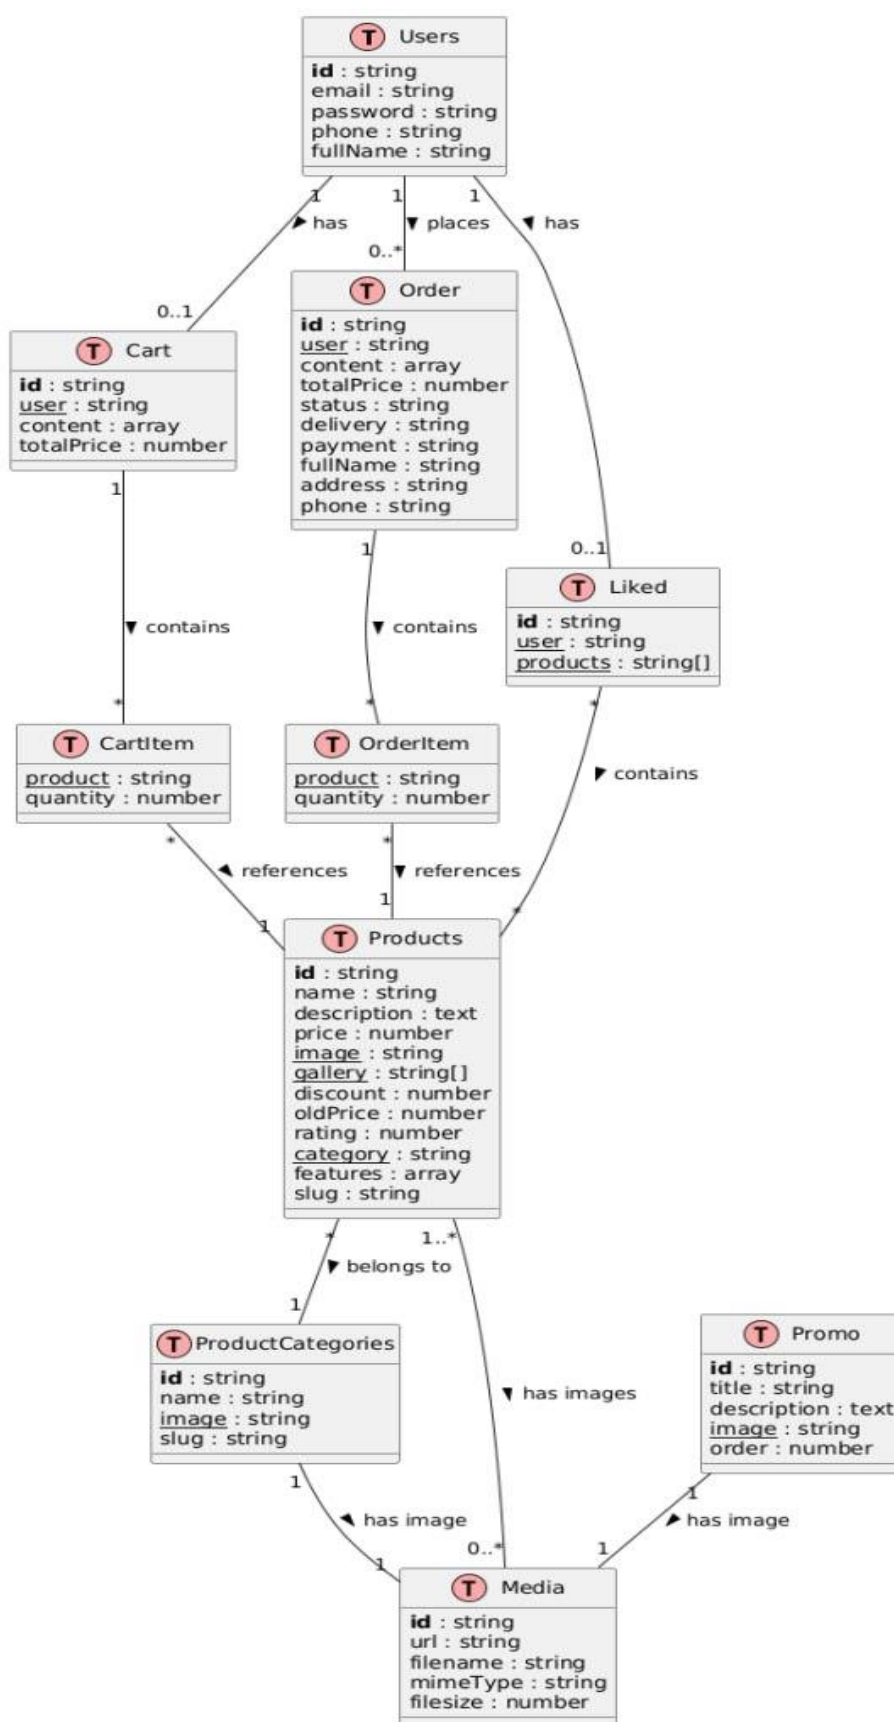 T Users
id : string
email : string
password : string
phone : string
fullName : string
1 1 1
has places has
0..*
0..1
T Order
id : string
user : string
content : array
totalPrice : number
status : string
delivery : string
payment : string
fullName : string
address : string
phone : string
T Cart
id : string
user : string
content : array
totalPrice : number
1
1
0..1
T Liked
id : string
user : string
products : string[]
contains contains
* * *
T CartItem
product : string
quantity : number
T OrderItem
product : string
quantity : number
contains
* *
references references
1 1 *
T Products
id : string
name : string
description : text
price : number
image : string
gallery : string[]
discount : number
oldPrice : number
rating : number
category : string
features : array
slug : string
* 1..*
belongs to
1
T ProductCategories
id : string
name : string
image : string
slug : string
has images
T Promo
id : string
title : string
description : text
image : string
order : number
1 1
has image has image
1 0..* 1
T Media
id : string
url : string
filename : string
mimeType : string
filesize : number